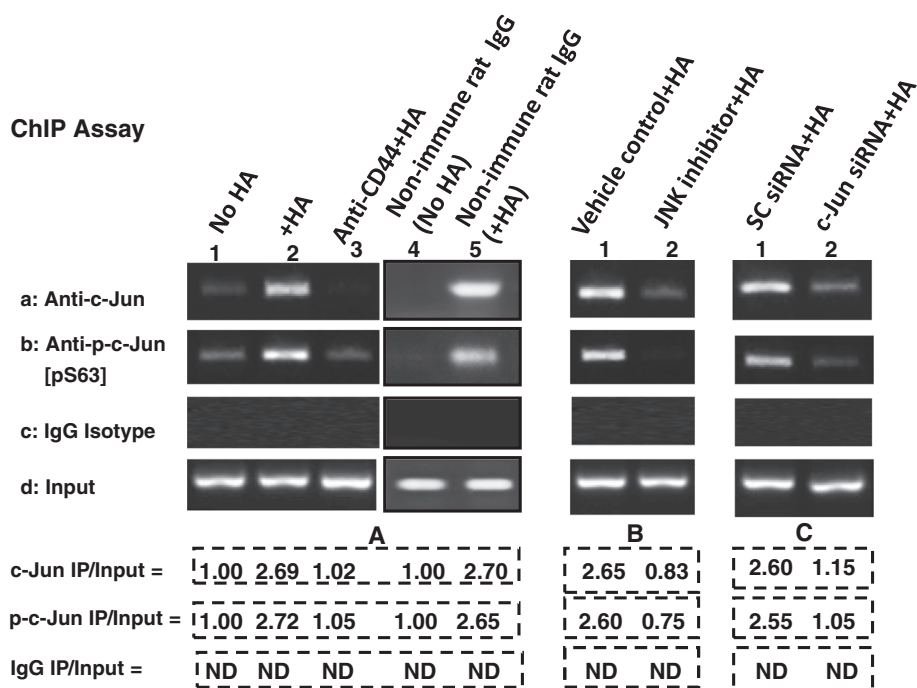 ChIP Assay
No HA
+HA
Anti-CD44+HA
Non-immune rat IgG
(No HA)
Non-immune rat IgG
(+HA)
Vehicle control+HA
JNK inhibitor+HA
SC siRNA+HA
c-Jun siRNA+HA
1 2 3 4 5 1 2 1 2
a: Anti-c-Jun
b: Anti-p-c-Jun
[pS63]
c: IgG Isotype
d: Input
A B C
c-Jun IP/Input = 1.00 2.69 1.02 1.00 2.70 2.65 0.83 2.60 1.15
p-c-Jun IP/Input = 1.00 2.72 1.05 1.00 2.65 2.60 0.75 2.55 1.05
IgG IP/Input = ND ND ND ND ND ND ND ND ND